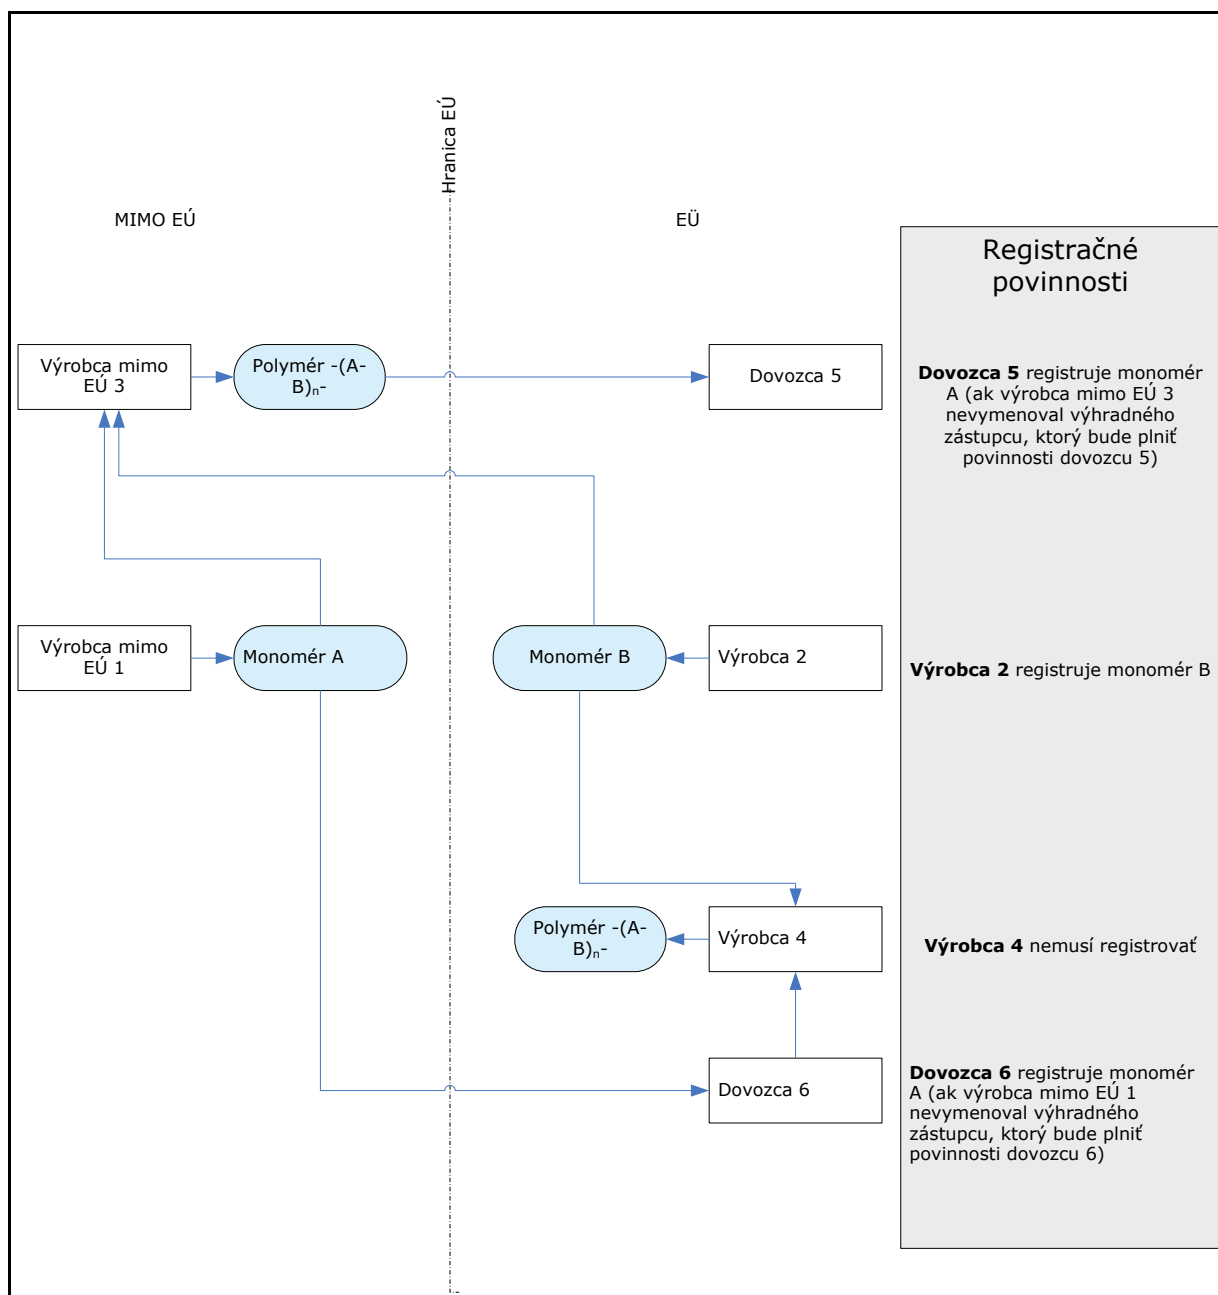 Hranica EÚ
MIMO EÚ
EÜ
Registračné
povinnosti
Výrobca mimo
EÚ 3
Polymér -(A-
B)n-
Dovozca 5
Dovozca 5 registruje monomér
A (ak výrobca mimo EÚ 3
nevymenoval výhradného
zástupcu, ktorý bude plniť
povinnosti dovozcu 5)
Výrobca mimo
EÚ 1
Monomér A
Monomér B
Výrobca 2
Výrobca 2 registruje monomér B
Polymér -(A-
B)n-
Výrobca 4
Výrobca 4 nemusí registrovať
Dovozca 6
Dovozca 6 registruje monomér
A (ak výrobca mimo EÚ 1
nevymenoval výhradného
zástupcu, ktorý bude plniť
povinnosti dovozcu 6)